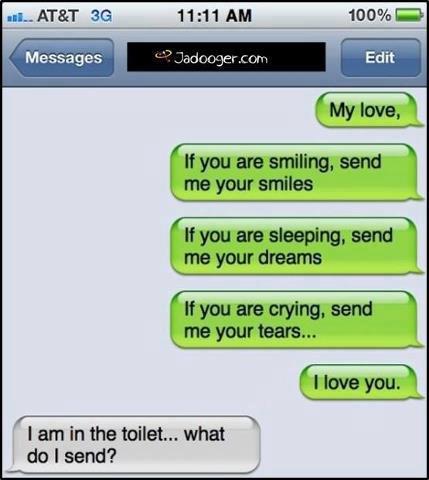 AT&T 3G 11:11 AM 100%
Messages Jadooger.com Edit
My love,
If you are smiling, send
me your smiles
If you are sleeping, send
me your dreams
If you are crying, send
me your tears...
I love you.
I am in the toilet... what
do I send?